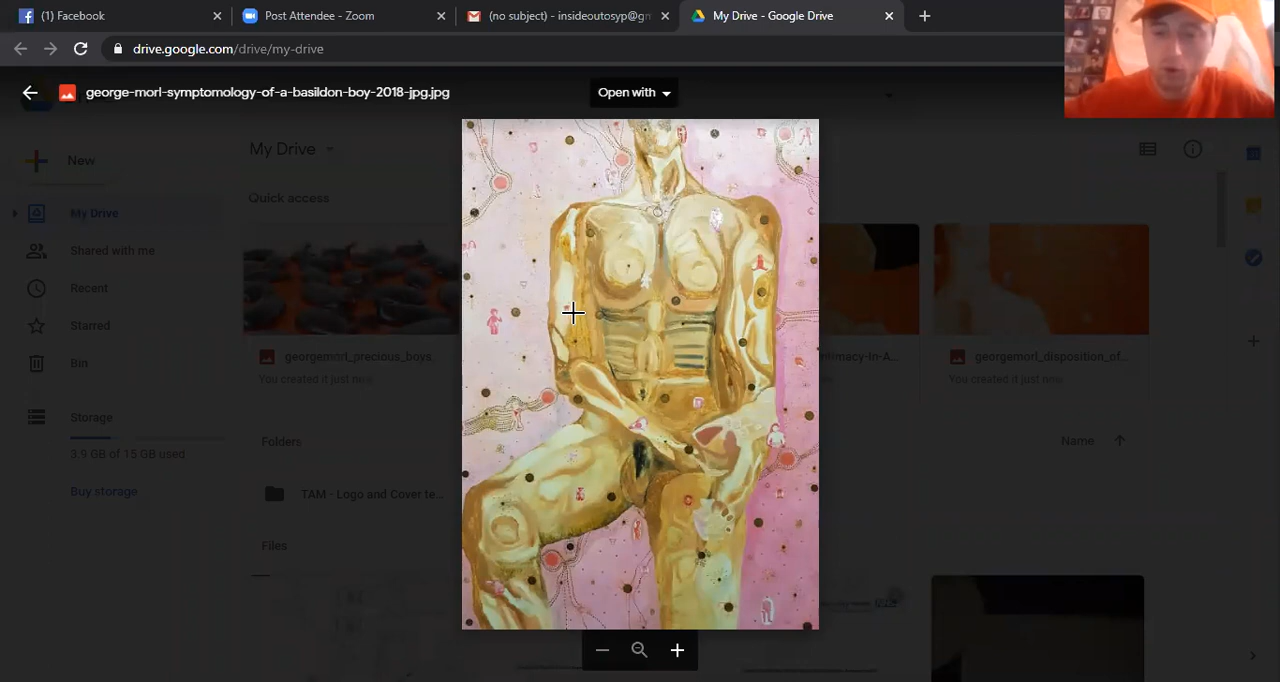 (1) Facebook
Post Attendee - Zoom
(no subject) - insideoutosyp@gm
My Drive - Google Drive
drive.google.com/drive/my-drive
george-morl-symptomology-of-a-basildon-boy-2018-jpg.jpg
Open with
New
My Drive
Quick access
My Drive
Shared with me
Recent
Starred
Bin
georgemorl_precious_boys.
georgemorl_disposition_of...
You created it just now
You created it just now
Storage
3.9 GB of 15 GB used
Buy storage
Folders
Name
TAM - Logo and Cover te...
Files